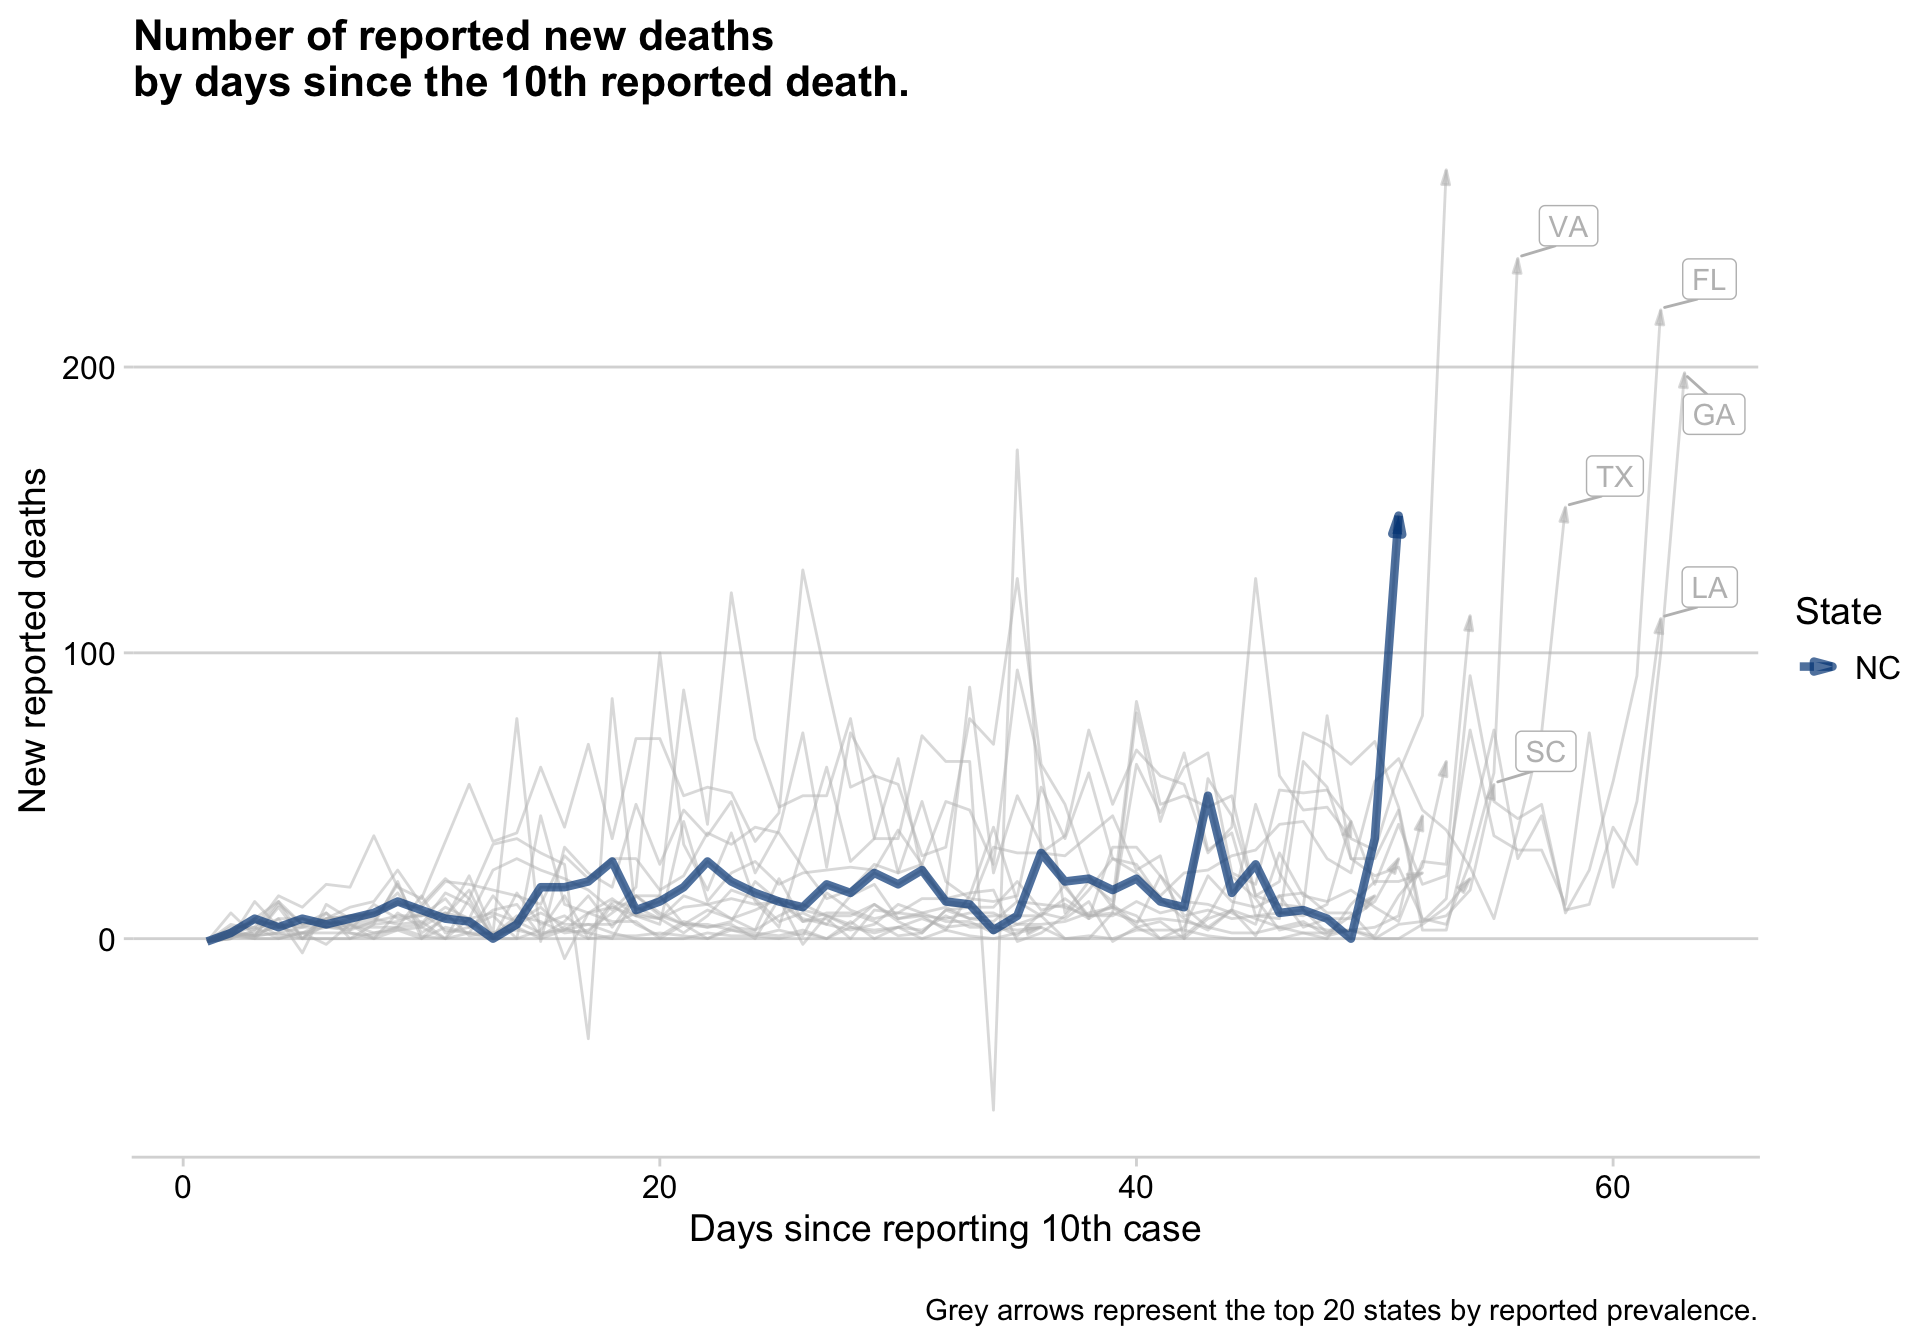 Number of reported new deaths
by days since the 10th reported death.
VA
FL
200
GA
TX
New reported deaths
LA
State
100
NC
SC
0
0
20
40
60
Days since reporting 10th case
Grey arrows represent the top 20 states by reported prevalence.